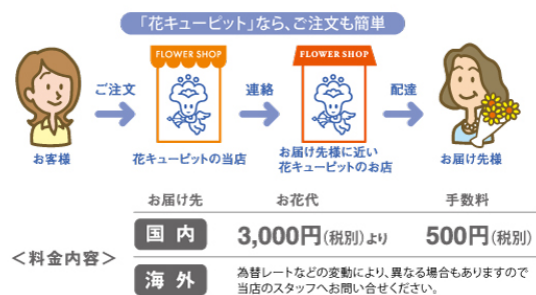 「花キューピット」なら、ご注文も簡単
FLOWER SHOP
FLOWER SHOP
ご注文
連絡
配達
お客様
花キューピットの当店
お届け先様に近い
花キューピットのお店
お届け先様
お届け先
お花代
手数料
<料金内容>
国内
3,000円(税別)より
500円(税別)
海外
為替レートなどの変動により、異なる場合もありますので
当店のスタッフへお問い合せください。